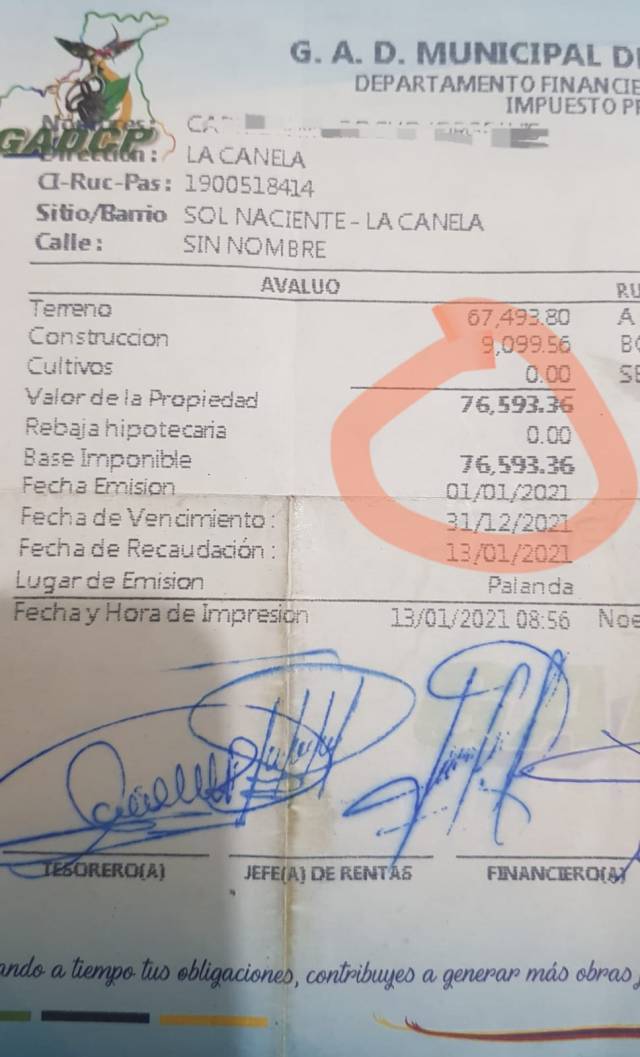 G. A. D. MUNICIPAL
DEPARTAMENTO
IMPUESTO
GADCP
Dirección : LA CANELA
CI-Ruc-Pas : 1900518414
Sitio/Barrio SOL NACIENTE - LA CANELA
Calle : SIN NOMBRE
AVALUO
Terreno 67,493.80 A
Construccion 9,099.56
Cultivos 0.00
Valor de la Propiedad 76,593.36
Rebaja hipotecaria 0.00
Base Imponible 76,593.36
Fecha Emision 01/01/2021
Fecha de Vencimiento : 31/12/2021
Fecha de Recaudación : 13/01/2021
Lugar de Emision Palanda
Fecha y Hora de Impresion 13/01/2021 08:56
TESORERO(A) JEFE(A) DE RENTAS FINANCIERO(A)
a tiempo tus obligaciones, contribuyes a generar más obras